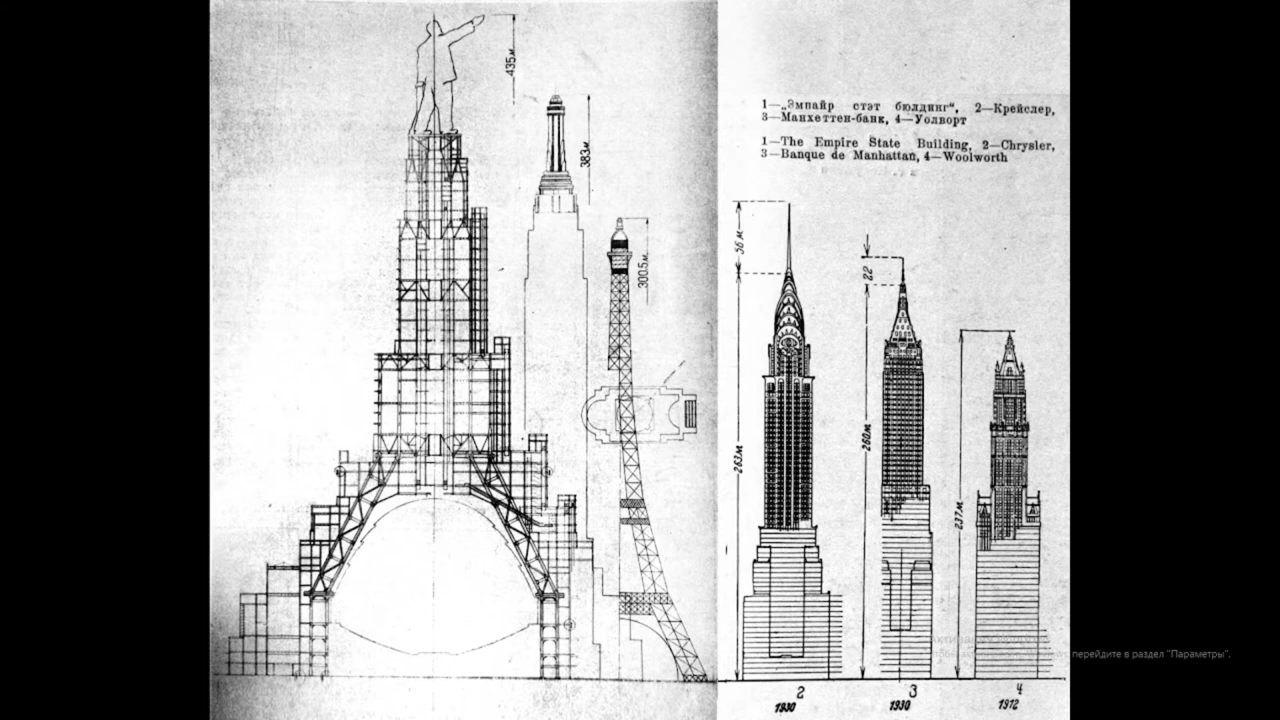 435м.
383м.
300.5м.
1—„Эмпайр стэт бюлдинг“, 2—Крейслер,
3—Манхеттен-банк, 4—Уолворт
1—The Empire State Building, 2—Chrysler,
3—Banque de Manhattan, 4—Woolworth
56 м
22
263м
260м
237м
перейдите в раздел "Параметры".
2
3
4
1930
1930
1912